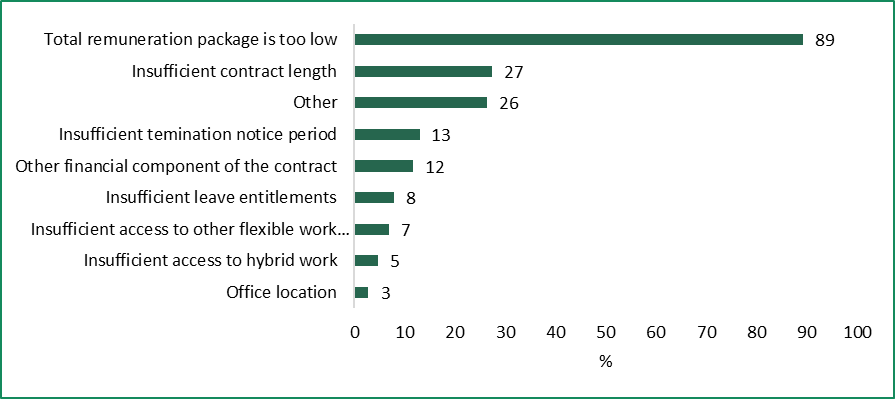 Total remuneration package is too low 89
Insufficient contract length 27
Other 26
Insufficient temination notice period 13
Other financial component of the contract 12
Insufficient leave entitlements 8
Insufficient access to other flexible work... 7
Insufficient access to hybrid work 5
Office location 3
0 10 20 30 40 50 60 70 80 90 100
%